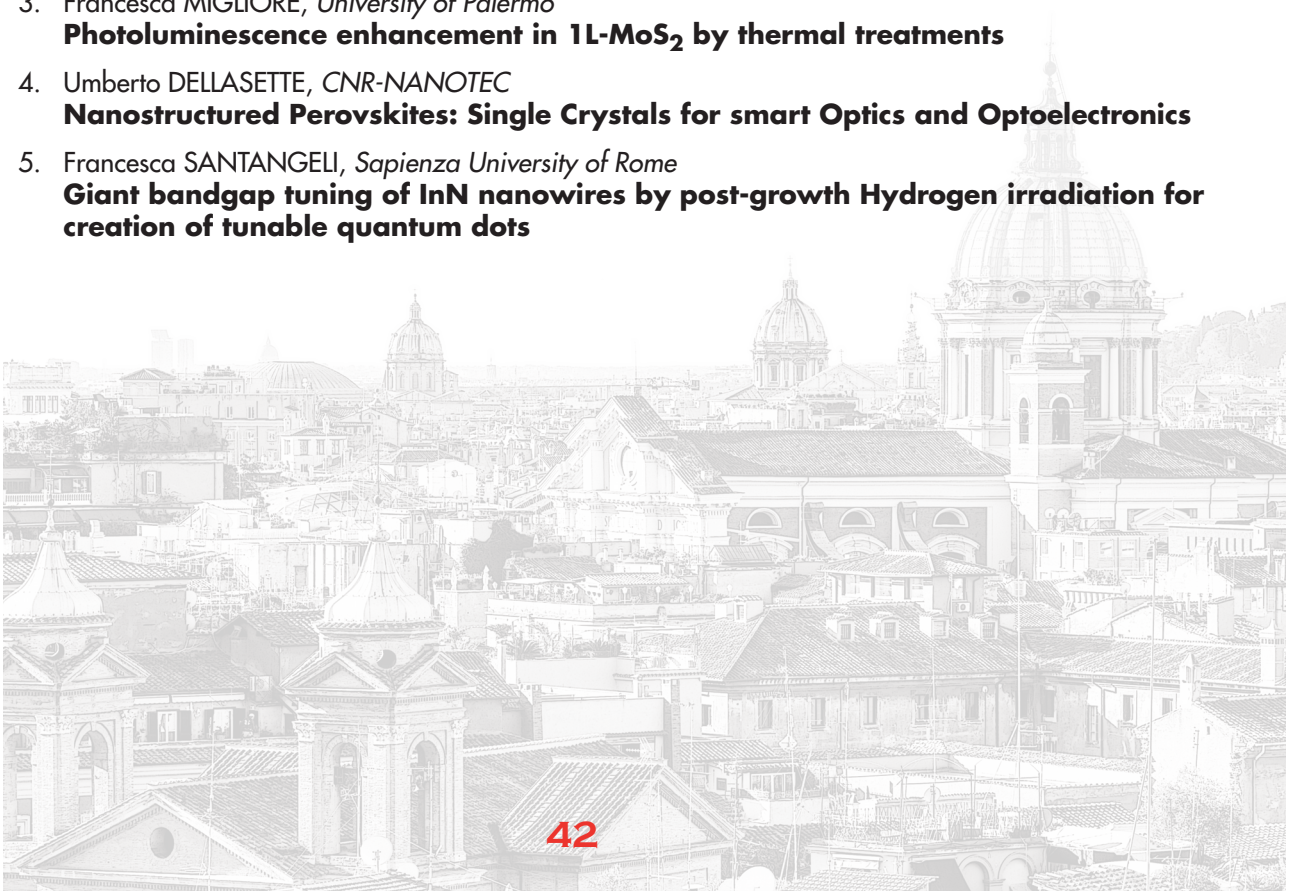 3. Francesca MIGLIORE, University of Palermo
Photoluminescence enhancement in 1L-MoS₂ by thermal treatments
4. Umberto DELLASETTE, CNR-NANOTEC
Nanostructured Perovskites: Single Crystals for smart Optics and Optoelectronics
5. Francesca SANTANGELI, Sapienza University of Rome
Giant bandgap tuning of InN nanowires by post-growth Hydrogen irradiation for
creation of tunable quantum dots
42